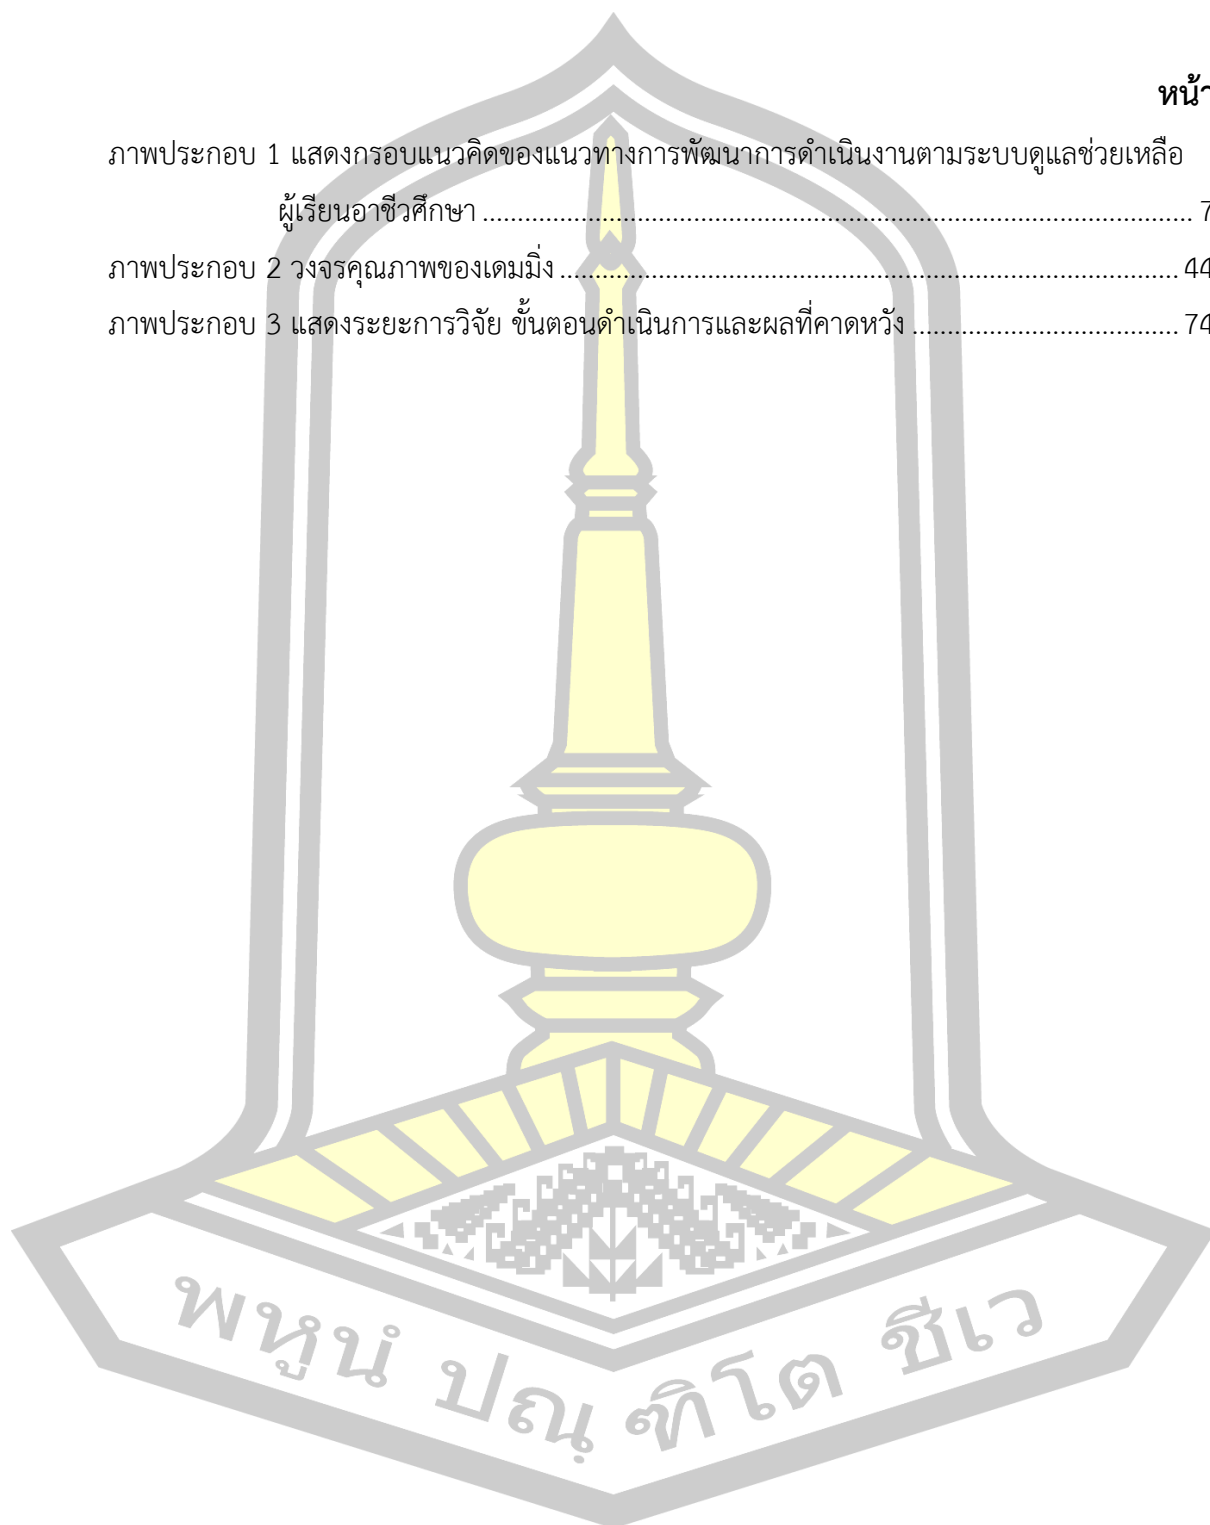 หน้า
ภาพประกอบ 1 แสดงกรอบแนวคิดของแนวทางการพัฒนาการดำเนินงานตามระบบดูแลช่วยเหลือ
ผู้เรียนอาชีวศึกษา ..................................................................................... 7
ภาพประกอบ 2 วงจรคุณภาพของเดมมิ่ง .......................................................................... 44
ภาพประกอบ 3 แสดงระยะการวิจัย ขั้นตอนดำเนินการและผลที่คาดหวัง ................................ 74
พหูนํ ปณฺฑิโต ชีเว